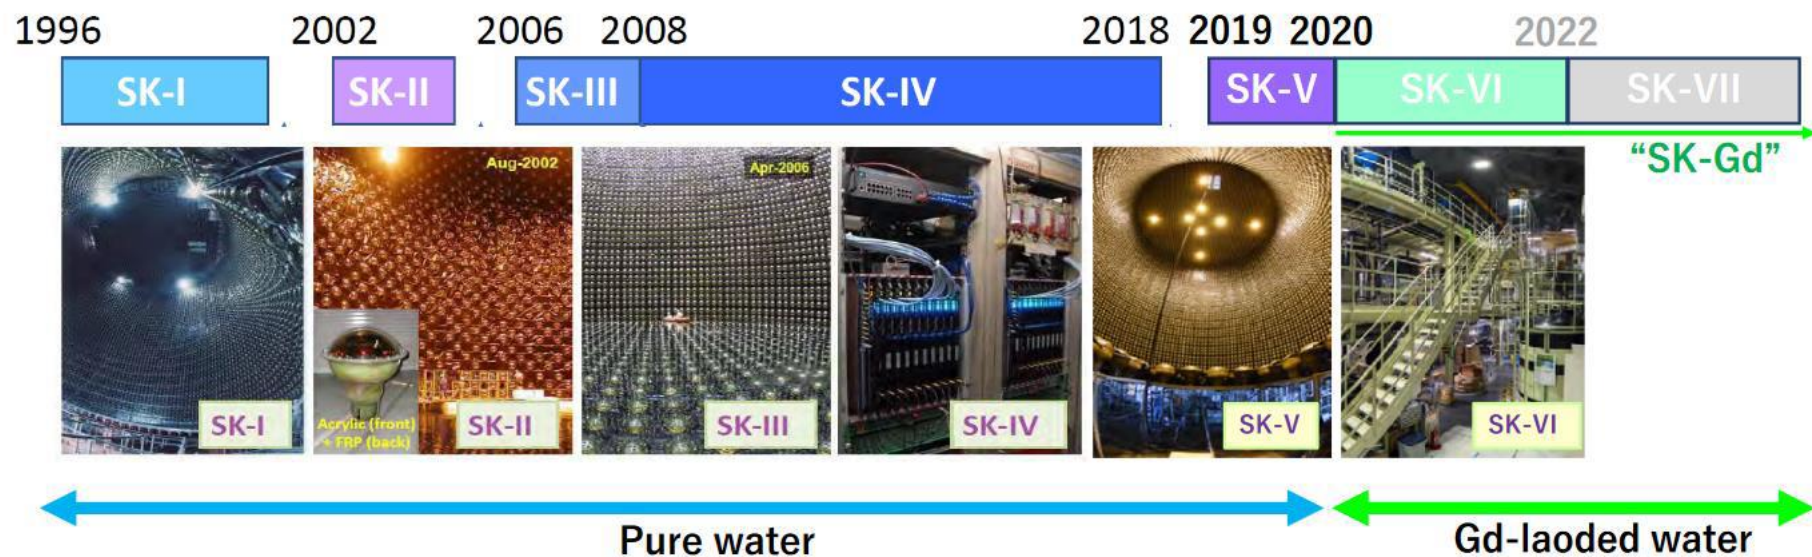 1996 2002 2006 2008 2018 2019 2020 2022
SK-I SK-II SK-III SK-IV SK-V SK-VI SK-VII
“SK-Gd”
Aug-2002
Apr-2006
Acrylic (front)
+ FRP (back)
SK-I SK-II SK-III SK-IV SK-V SK-VI
Pure water
Gd-laoded water